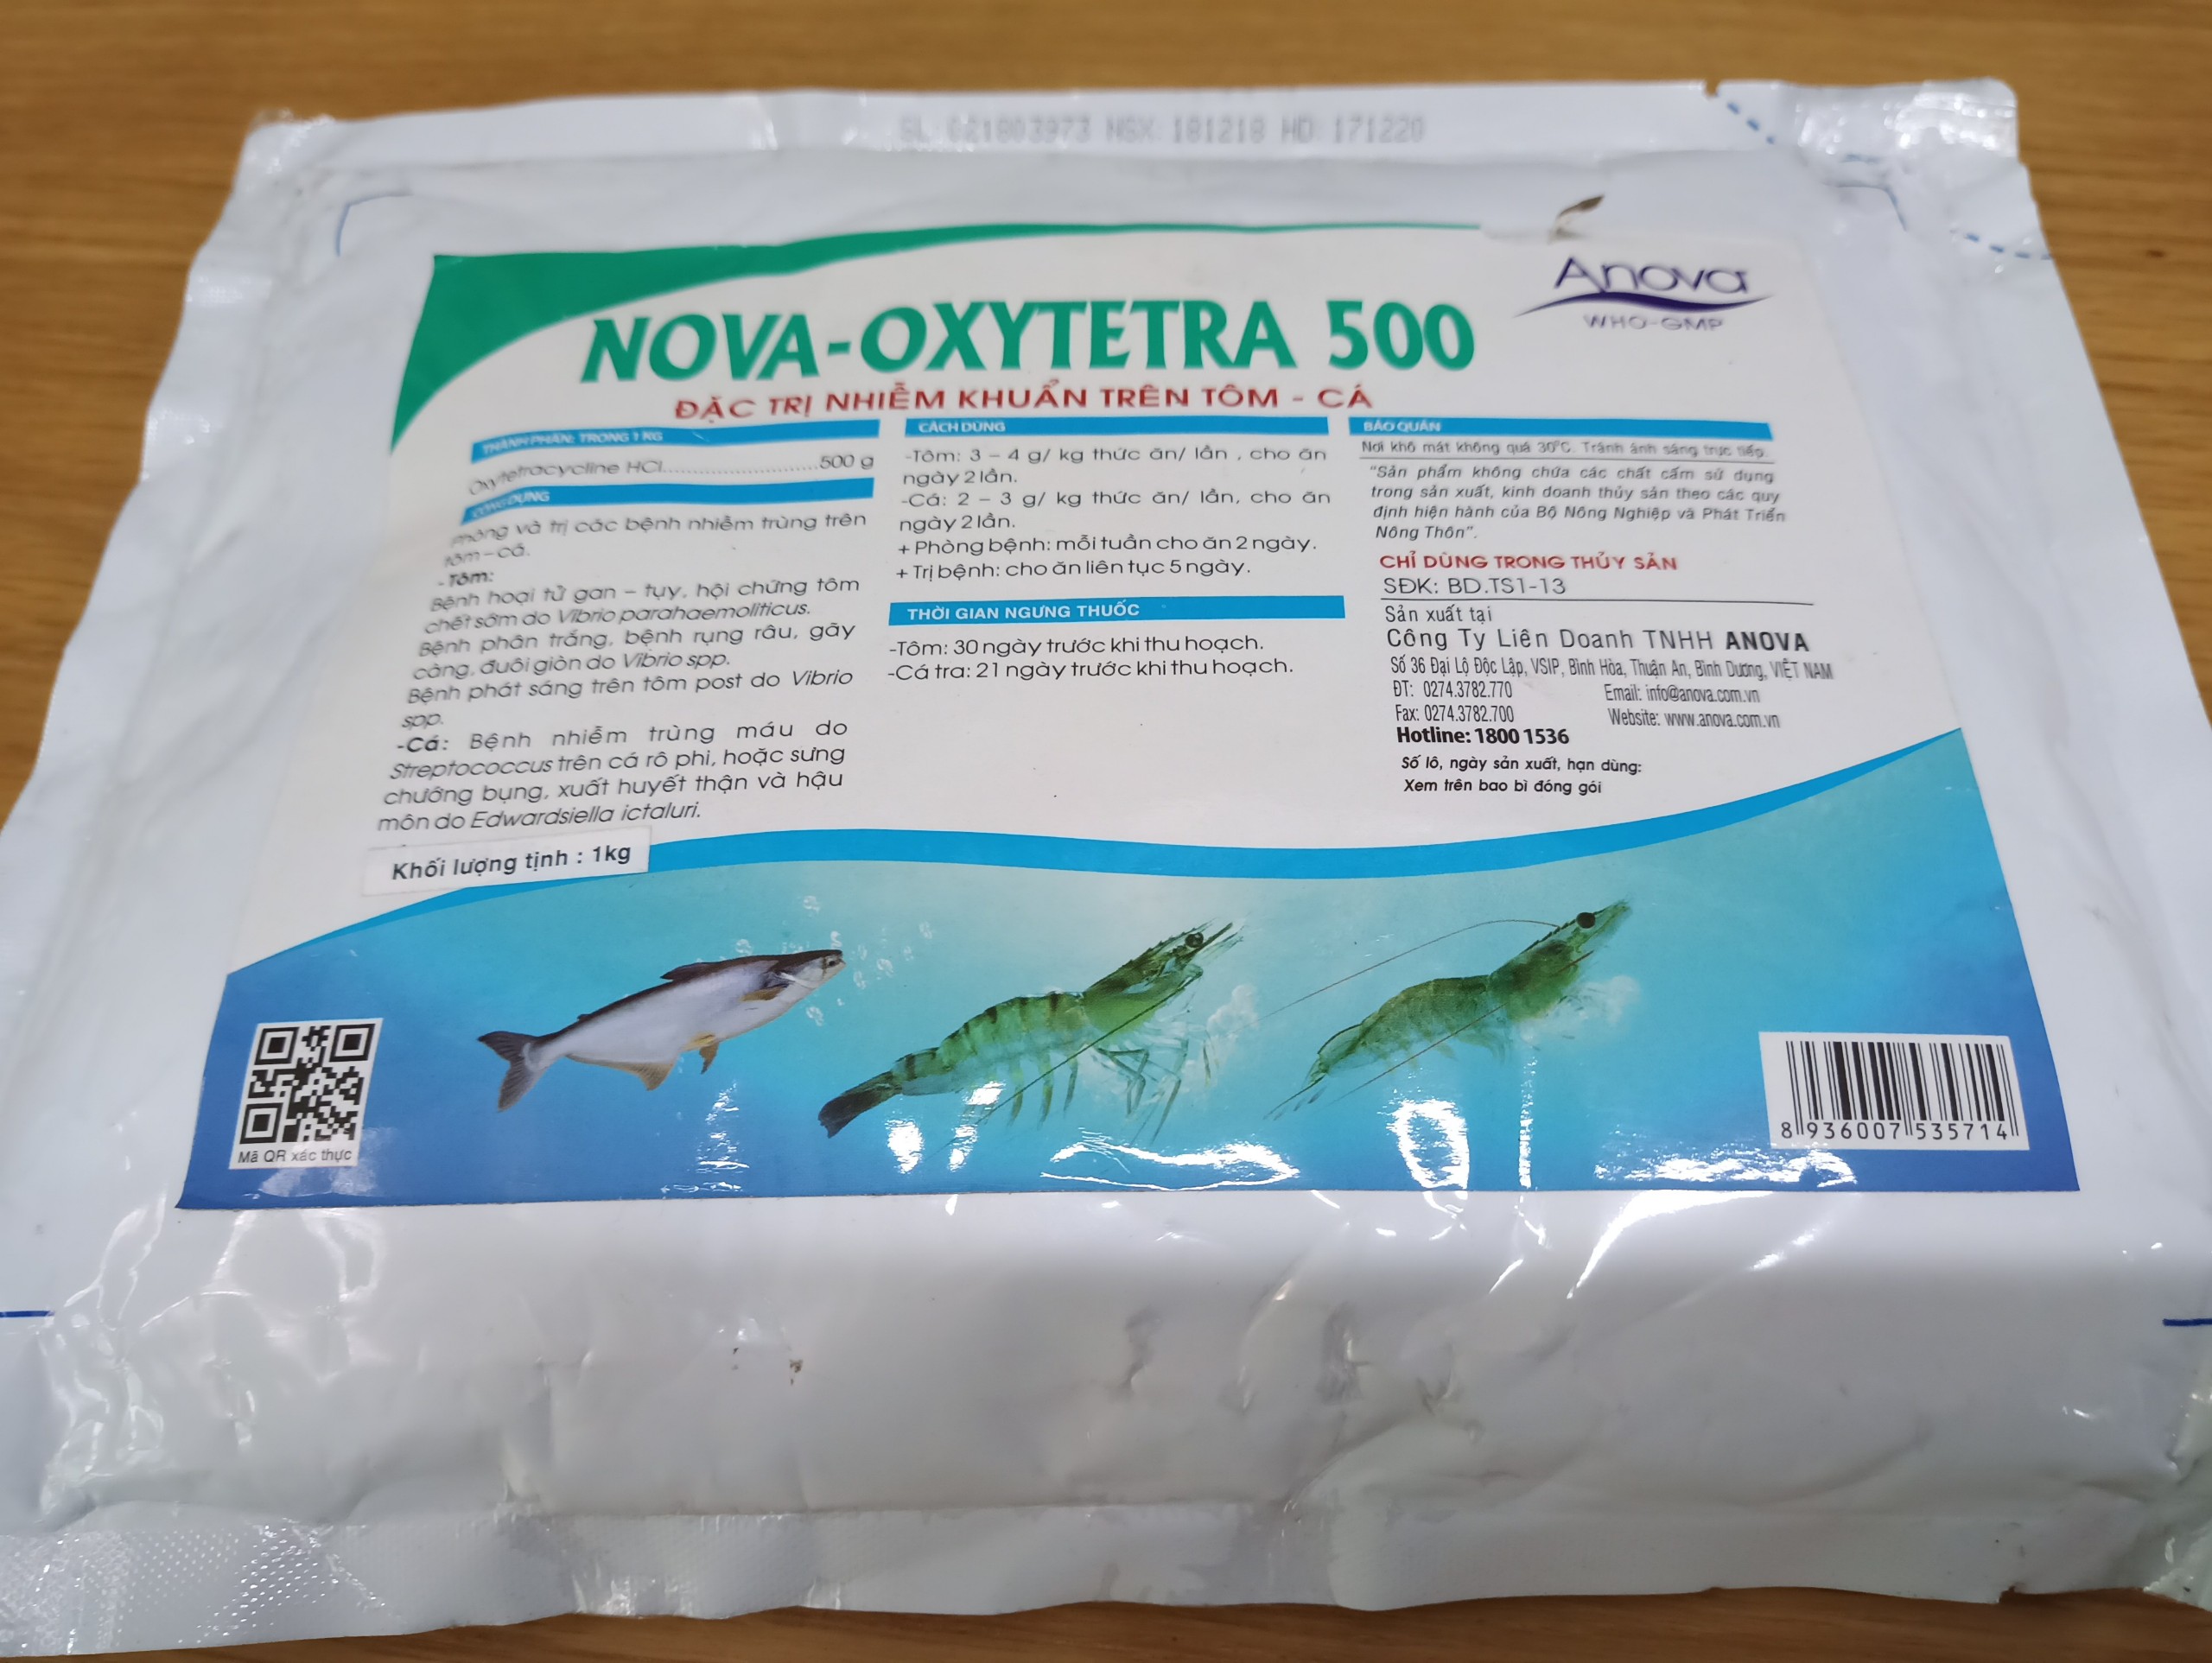 SL: 021803973 NSX: 181218 HD: 171220
Anova
WHO-GMP
NOVA-OXYTETRA 500
ĐẶC TRỊ NHIỄM KHUẨN TRÊN TÔM - CÁ
THÀNH PHẦN: TRONG 1 KG
Oxytetracycline HCl..............................500 g
CÔNG DỤNG
Phòng và trị các bệnh nhiễm trùng trên
tôm – cá.
- Tôm:
Bệnh hoại tử gan – tụy, hội chứng tôm
chết sớm do Vibrio parahaemoliticus.
Bệnh phân trắng, bệnh rụng râu, gãy
càng, đuôi giòn do Vibrio spp.
Bệnh phát sáng trên tôm post do Vibrio
spp.
-Cá: Bệnh nhiễm trùng máu do
Streptococcus trên cá rô phi, hoặc sưng
chướng bụng, xuất huyết thận và hậu
môn do Edwardsiella ictaluri.
Khối lượng tịnh : 1kg
CÁCH DÙNG
-Tôm: 3 – 4 g/ kg thức ăn/ lần , cho ăn
ngày 2 lần.
-Cá: 2 – 3 g/ kg thức ăn/ lần, cho ăn
ngày 2 lần.
+ Phòng bệnh: mỗi tuần cho ăn 2 ngày.
+ Trị bệnh: cho ăn liên tục 5 ngày.
THỜI GIAN NGƯNG THUỐC
-Tôm: 30 ngày trước khi thu hoạch.
-Cá tra: 21 ngày trước khi thu hoạch.
BẢO QUẢN
Nơi khô mát không quá 30°C. Tránh ánh sáng trực tiếp.
"Sản phẩm không chứa các chất cấm sử dụng
trong sản xuất, kinh doanh thủy sản theo các quy
định hiện hành của Bộ Nông Nghiệp và Phát Triển
Nông Thôn".
CHỈ DÙNG TRONG THỦY SẢN
SĐK: BD.TS1-13
Sản xuất tại
Công Ty Liên Doanh TNHH ANOVA
Số 36 Đại Lộ Độc Lập, VSIP, Bình Hòa, Thuận An, Bình Dương, VIỆT NAM
ĐT: 0274.3782.770 Email: info@anova.com.vn
Fax: 0274.3782.700 Website: www.anova.com.vn
Hotline: 1800 1536
Số lô, ngày sản xuất, hạn dùng:
Xem trên bao bì đóng gói
Mã QR xác thực
8 936007 535714